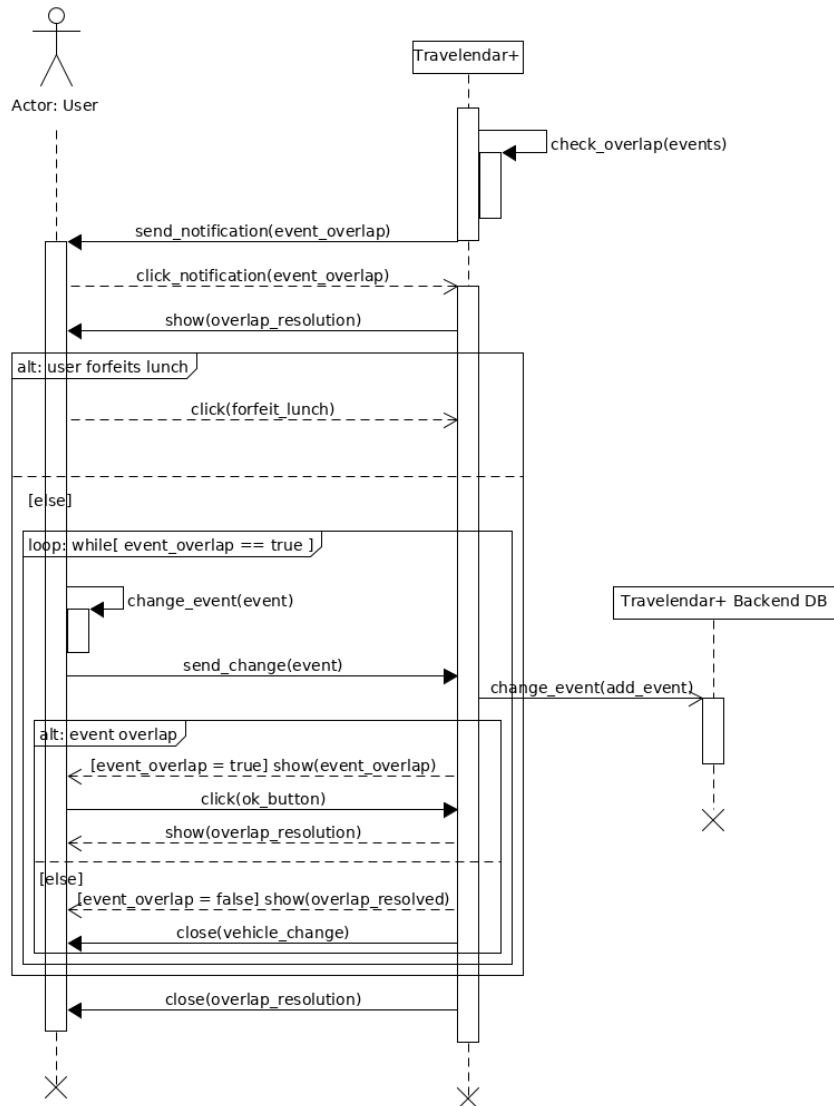 Travelendar+
Actor: User
check_overlap(events)
send_notification(event_overlap)
click_notification(event_overlap)
show(overlap_resolution)
alt: user forfeits lunch
click(forfeit_lunch)
[else]
loop: while[ event_overlap == true ]
change_event(event)
Travelendar+ Backend DB
send_change(event)
change_event(add_event)
alt: event overlap
[event_overlap = true] show(event_overlap)
click(ok_button)
show(overlap_resolution)
[else]
[event_overlap = false] show(overlap_resolved)
close(vehicle_change)
close(overlap_resolution)